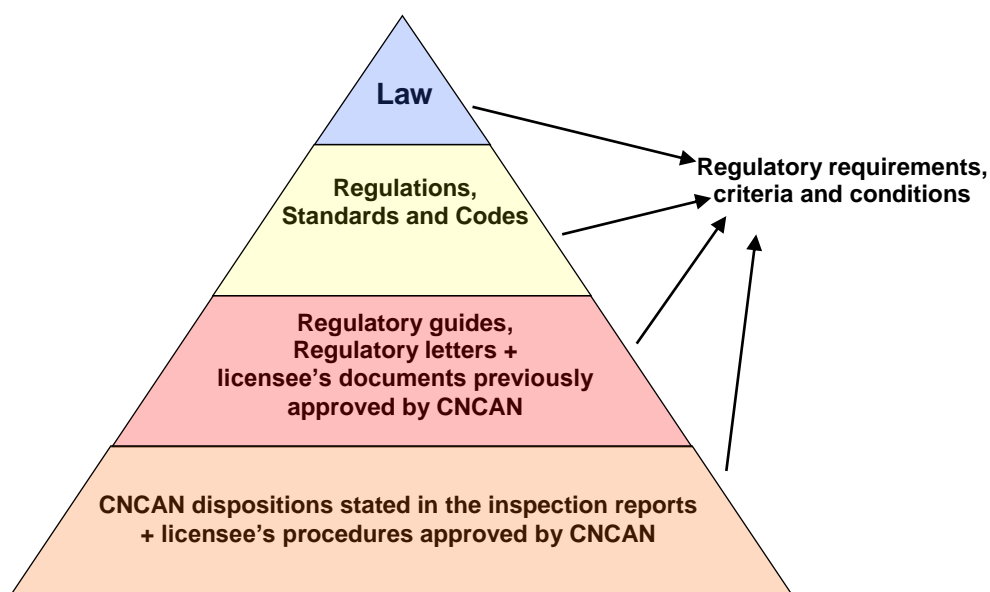 Law
Regulatory requirements,
criteria and conditions
Regulations,
Standards and Codes
Regulatory guides,
Regulatory letters +
licensee's documents previously
approved by CNCAN
CNCAN dispositions stated in the inspection reports
+ licensee's procedures approved by CNCAN